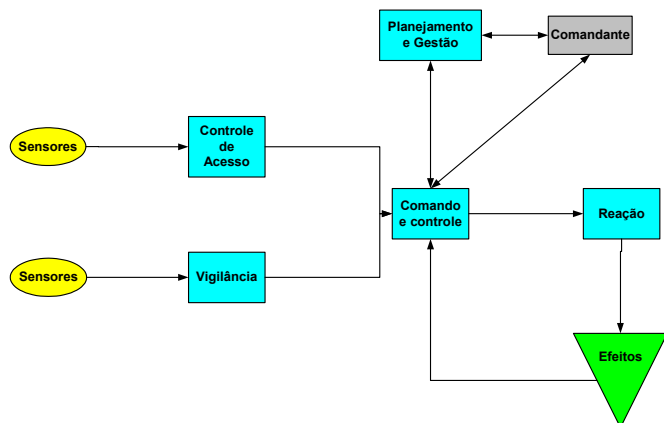 Planejamento
e Gestão
Comandante
Sensores
Controle
de
Acesso
Comando
e controle
Reação
Sensores
Vigilância
Efeitos